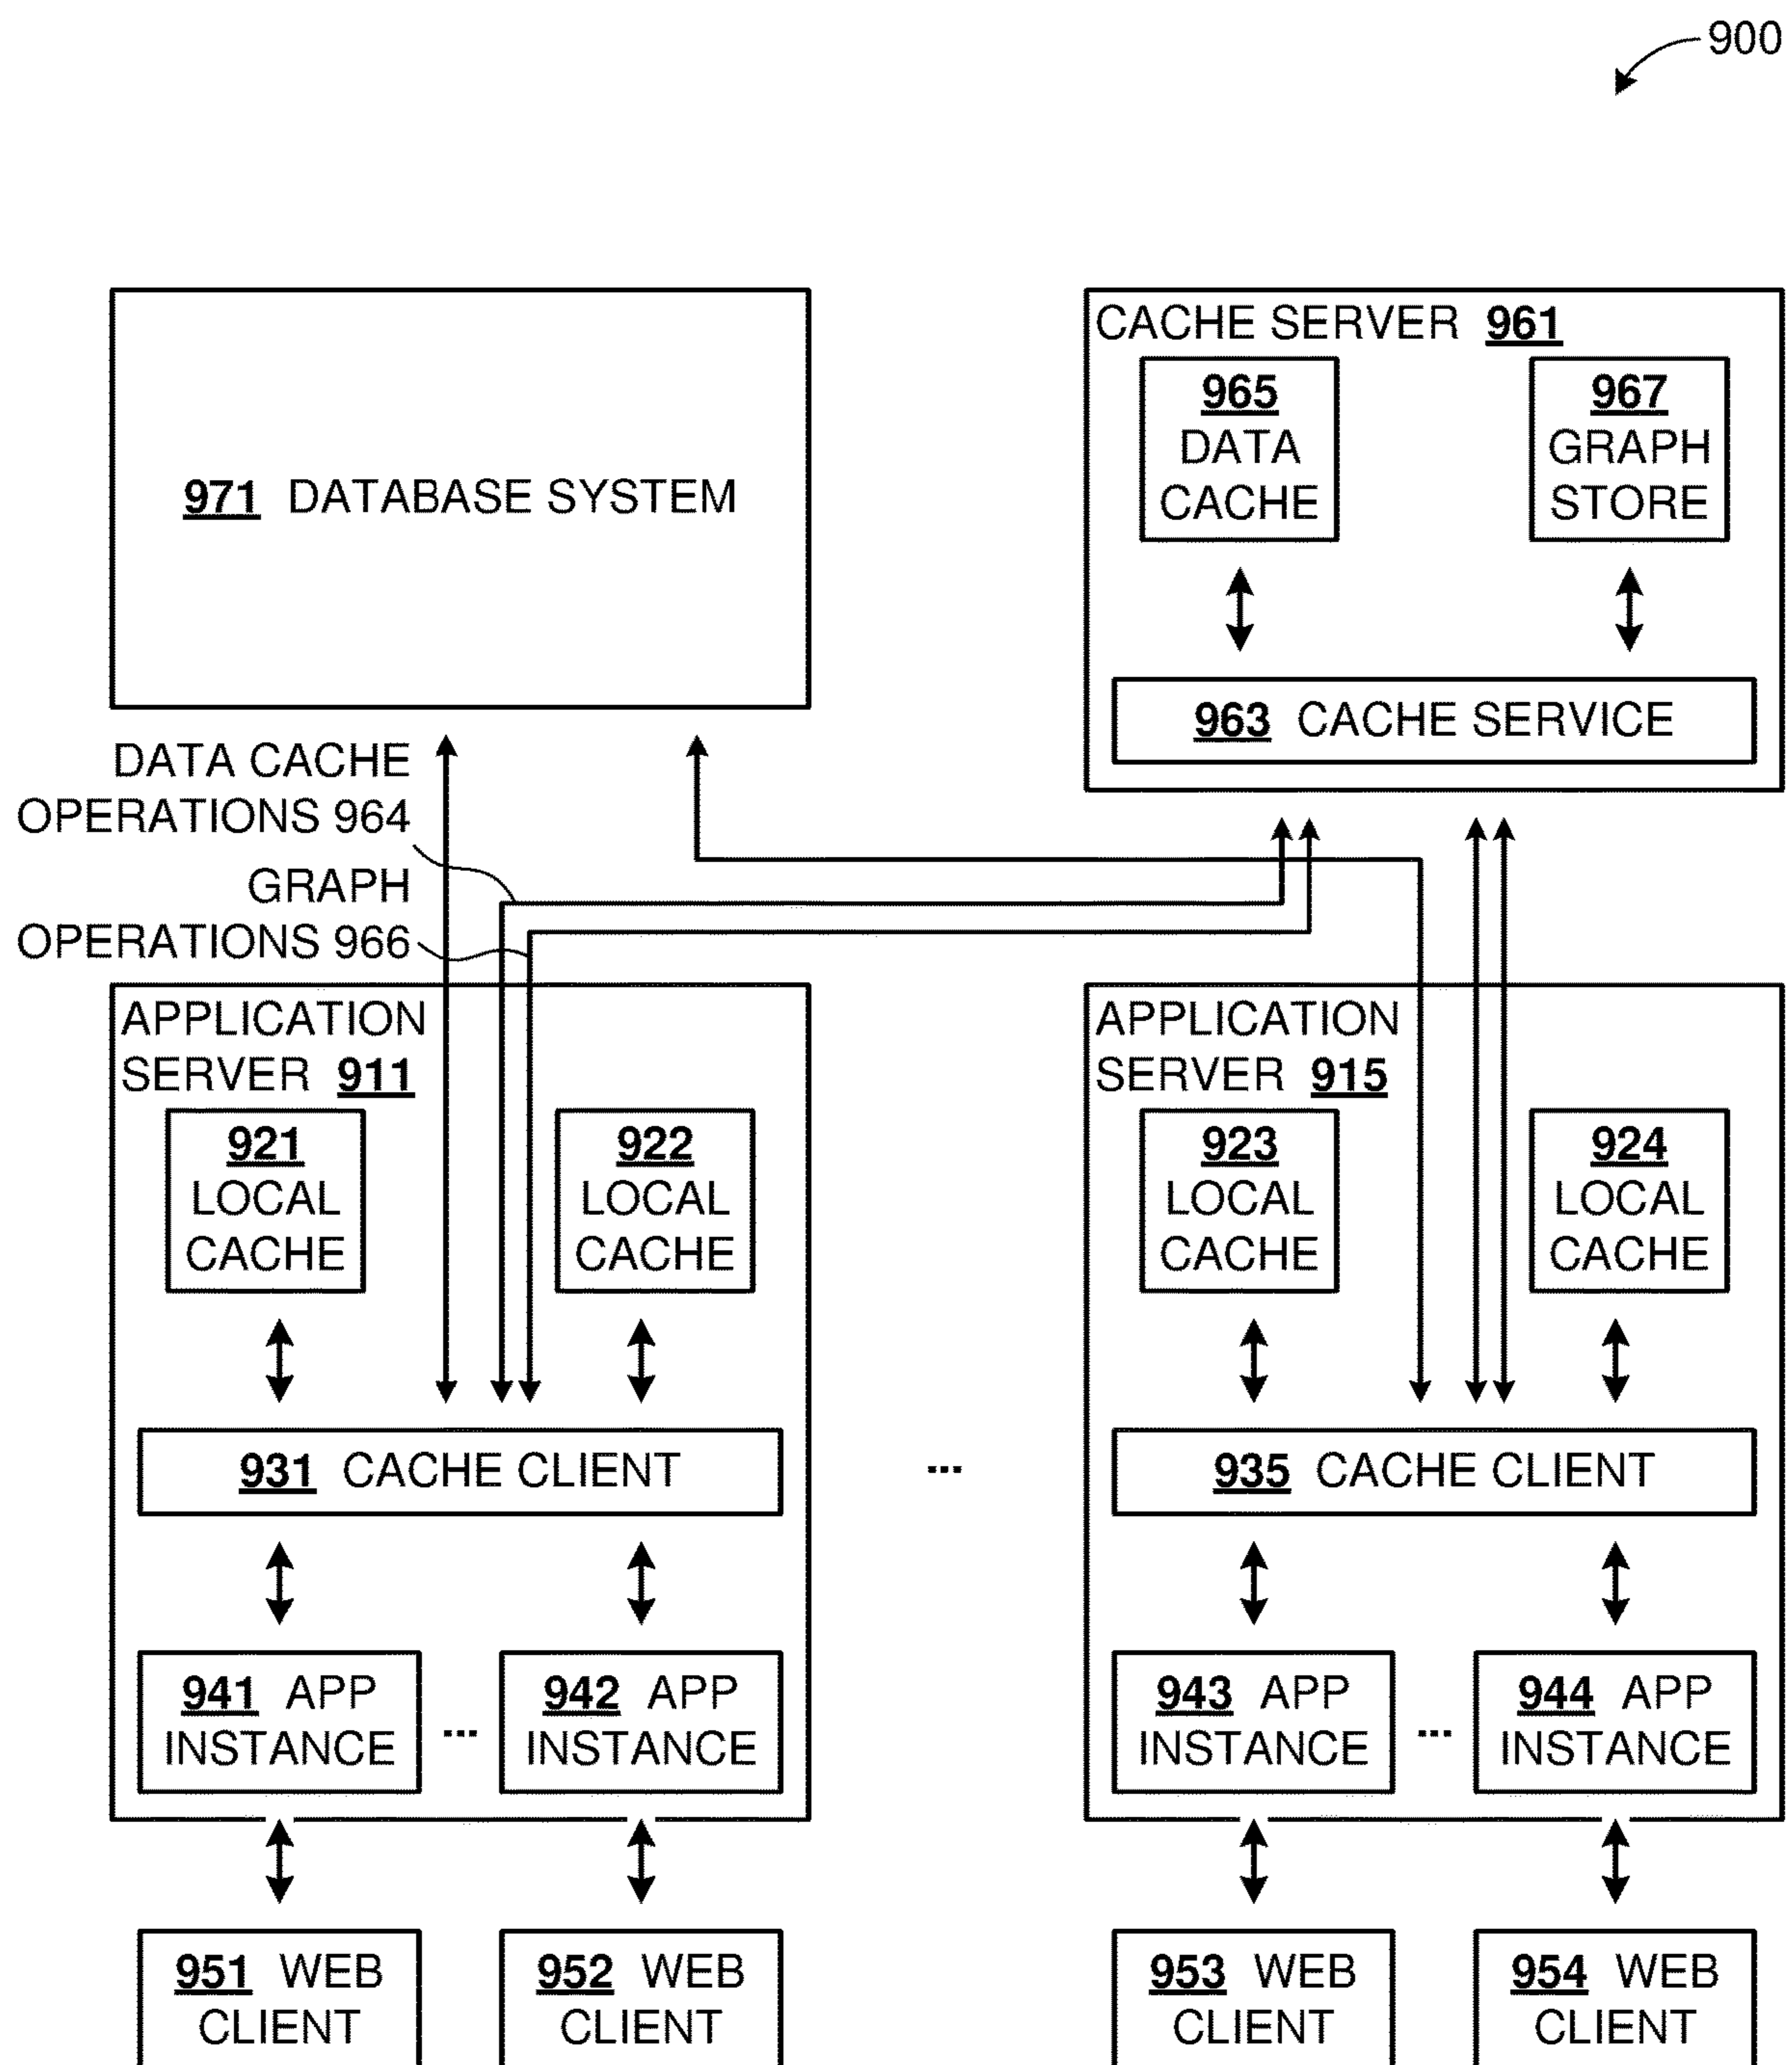 900
971 DATABASE SYSTEM
CACHE SERVER 961
965
DATA
CACHE
967
GRAPH
STORE
963 CACHE SERVICE
DATA CACHE
OPERATIONS 964
GRAPH
OPERATIONS 966
APPLICATION
SERVER 911
921
LOCAL
CACHE
922
LOCAL
CACHE
931 CACHE CLIENT
941 APP
INSTANCE
...
942 APP
INSTANCE
...
APPLICATION
SERVER 915
923
LOCAL
CACHE
924
LOCAL
CACHE
935 CACHE CLIENT
943 APP
INSTANCE
...
944 APP
INSTANCE
951 WEB
CLIENT
952 WEB
CLIENT
953 WEB
CLIENT
954 WEB
CLIENT